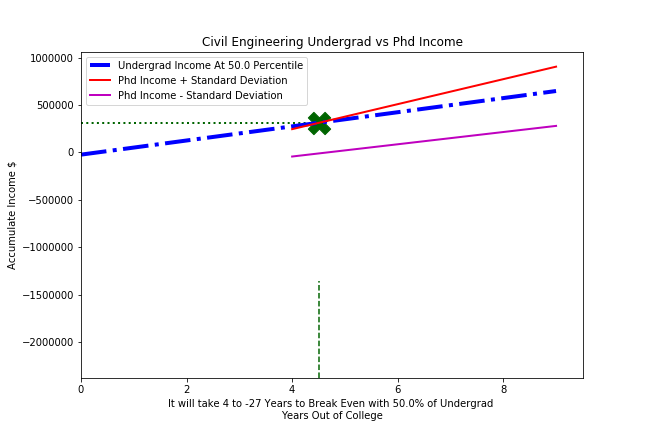 Civil Engineering Undergrad vs Phd Income
Undergrad Income At 50.0 Percentile
Phd Income + Standard Deviation
Phd Income - Standard Deviation
1000000
500000
0
−500000
−1000000
−1500000
−2000000
Accumulate Income $
0 2 4 6 8
It will take 4 to -27 Years to Break Even with 50.0% of Undergrad
Years Out of College